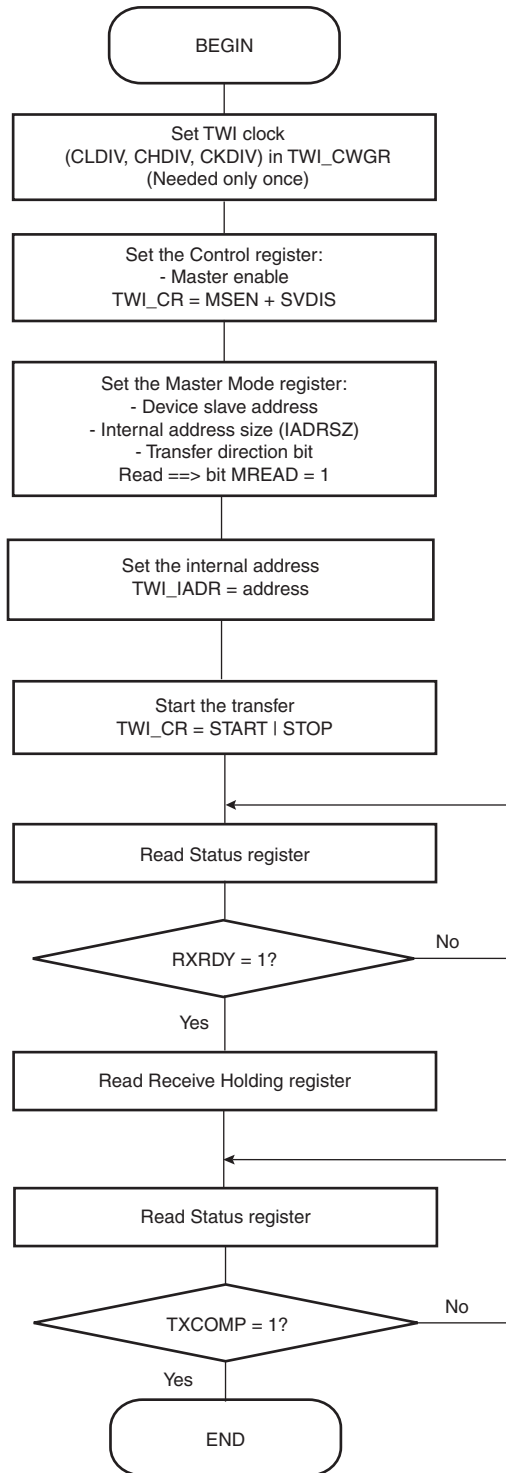 BEGIN
Set TWI clock
(CLDIV, CHDIV, CKDIV) in TWI_CWGR
(Needed only once)
Set the Control register:
- Master enable
TWI_CR = MSEN + SVDIS
Set the Master Mode register:
- Device slave address
- Internal address size (IADRSZ)
- Transfer direction bit
Read ==> bit MREAD = 1
Set the internal address
TWI_IADR = address
Start the transfer
TWI_CR = START | STOP
Read Status register
RXRDY = 1?
No
Yes
Read Receive Holding register
Read Status register
TXCOMP = 1?
No
Yes
END